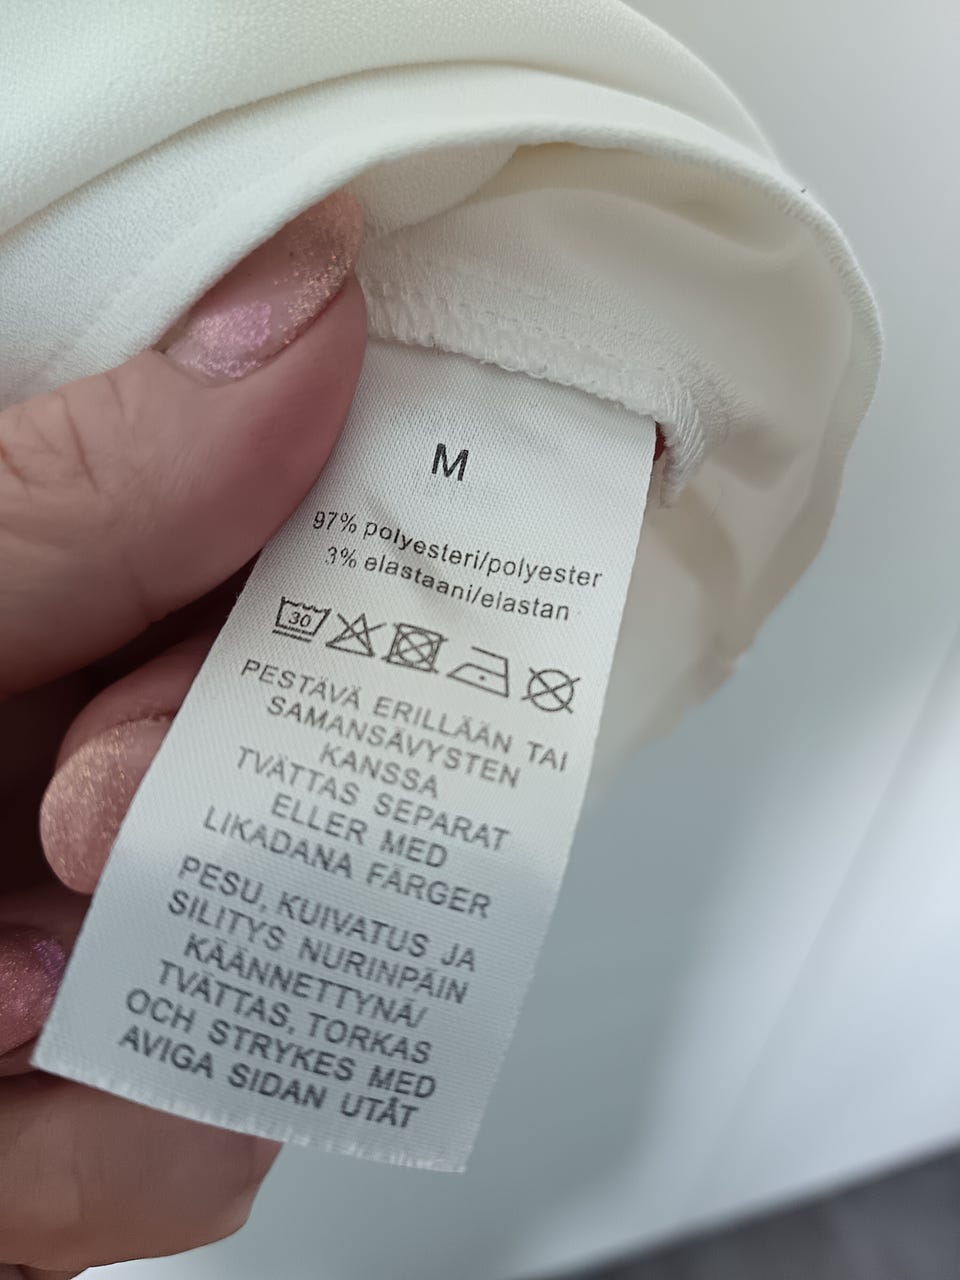 M
97% polyesteri/polyester
3% elastaani/elastan
30
PESTÄVÄ ERILLÄÄN TAI
SAMANSÄVYSTEN
KANSSA
TVÄTTAS SEPARAT
ELLER MED
LIKADANA FÄRGER
PESU, KUIVATUS JA
SILITYS NURINPÄIN
KÄÄNNETTYNÄ/
TVÄTTAS, TORKAS
OCH STRYKES MED
AVIGA SIDAN UTÅT